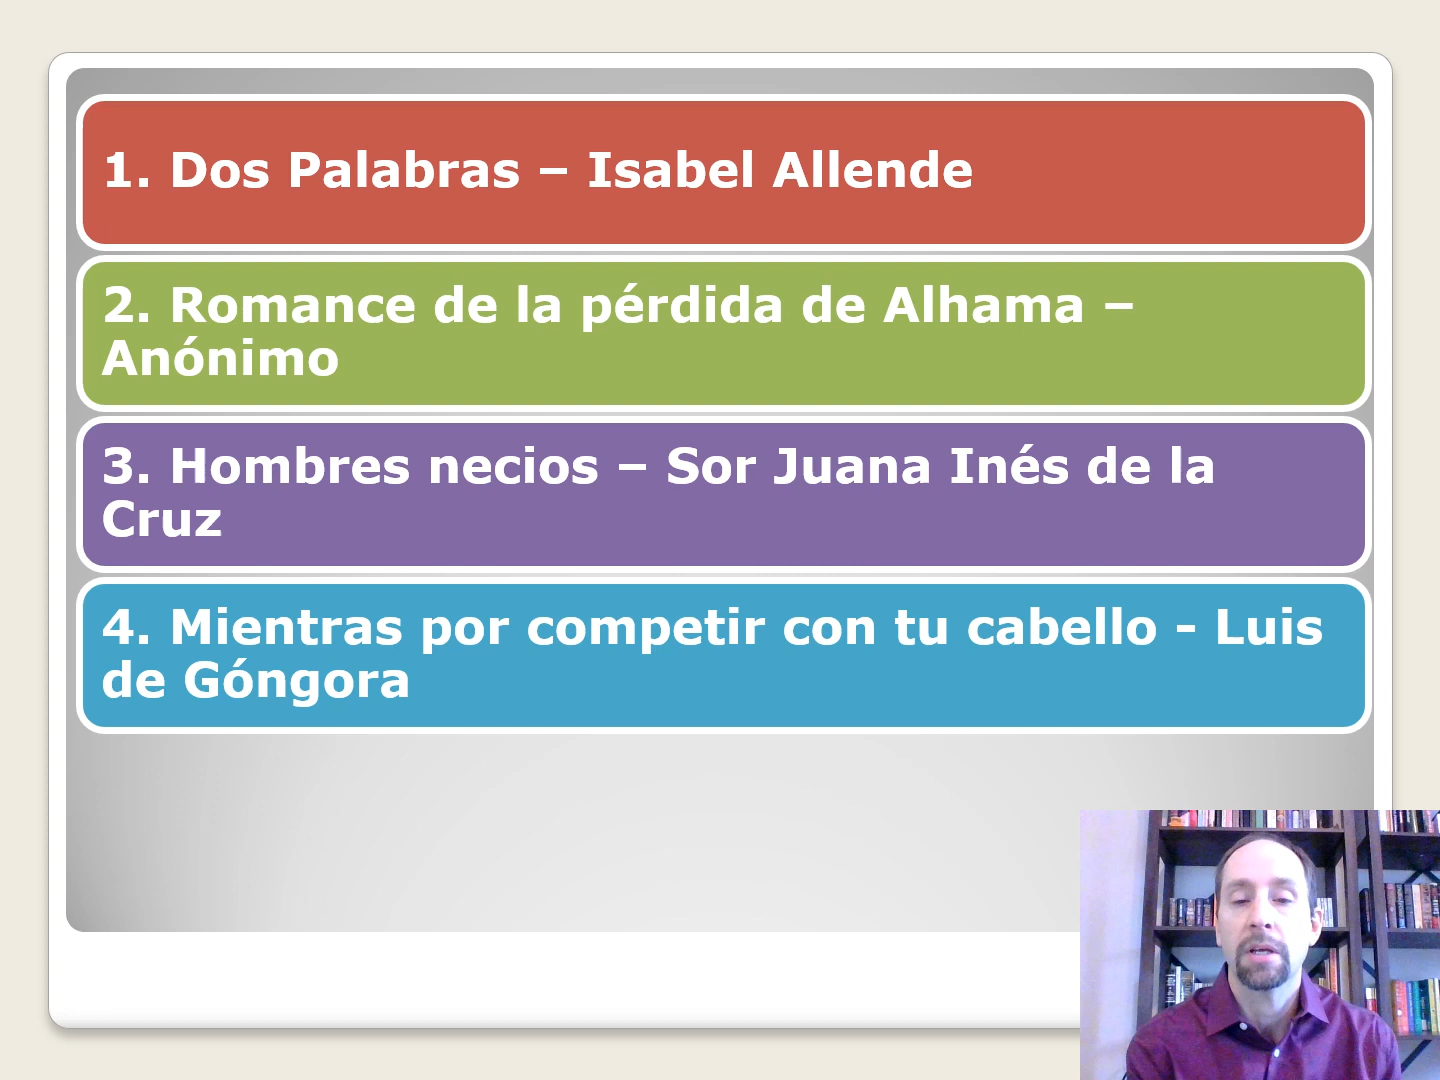 1. Dos Palabras – Isabel Allende
2. Romance de la pérdida de Alhama –
Anónimo
3. Hombres necios – Sor Juana Inés de la
Cruz
4. Mientras por competir con tu cabello - Luis
de Góngora